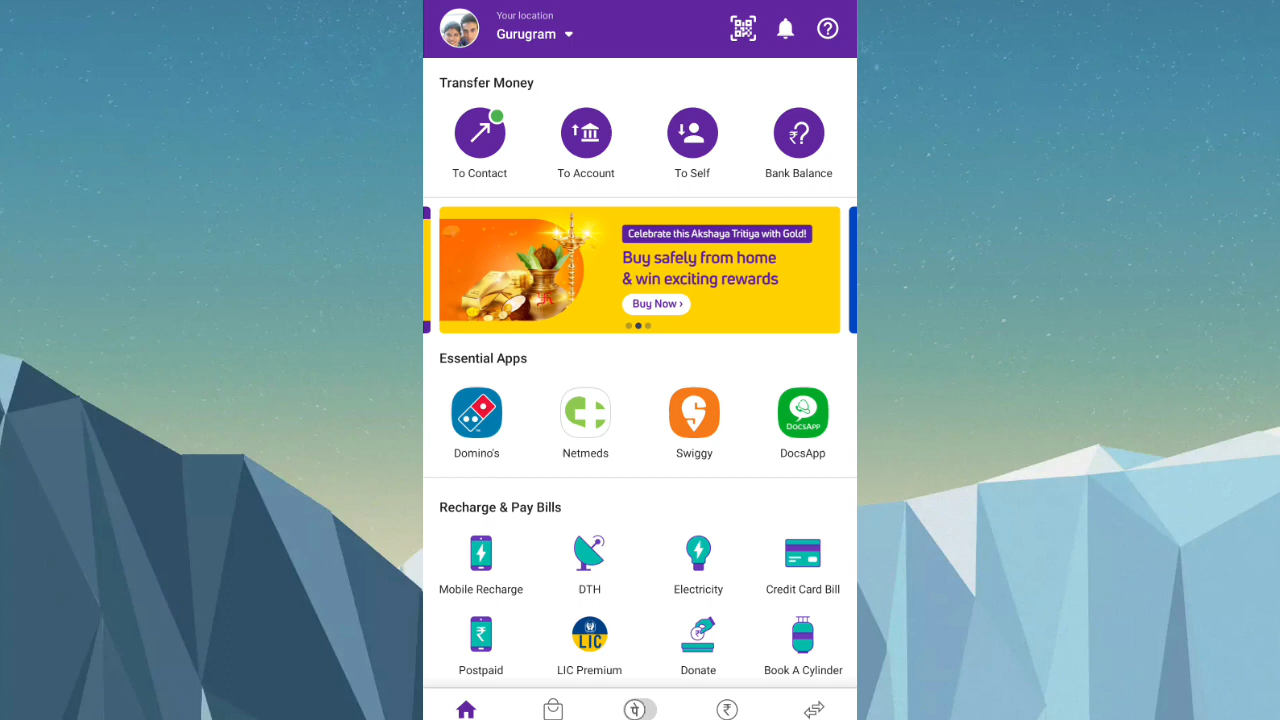 Your location
Gurugram
Transfer Money
To Contact
To Account
To Self
Bank Balance
Celebrate this Akshaya Tritiya with Gold!
Buy safely from home
& win exciting rewards
Buy Now ›
Essential Apps
DOCSAPP
Domino's
Netmeds
Swiggy
DocsApp
Recharge & Pay Bills
Mobile Recharge
DTH
Electricity
Credit Card Bill
LIC
Postpaid
LIC Premium
Donate
Book A Cylinder
पे